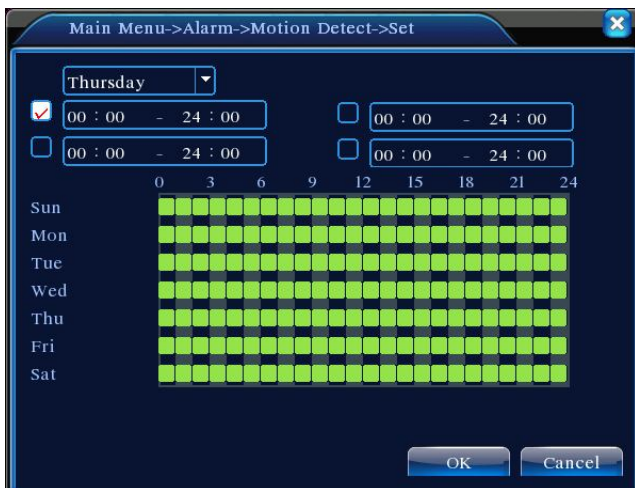 Main Menu->Alarm->Motion Detect->Set
Thursday
00 : 00 - 24 : 00 00 : 00 - 24 : 00
00 : 00 - 24 : 00 00 : 00 - 24 : 00
0 3 6 9 12 15 18 21 24
Sun
Mon
Tue
Wed
Thu
Fri
Sat
OK Cancel